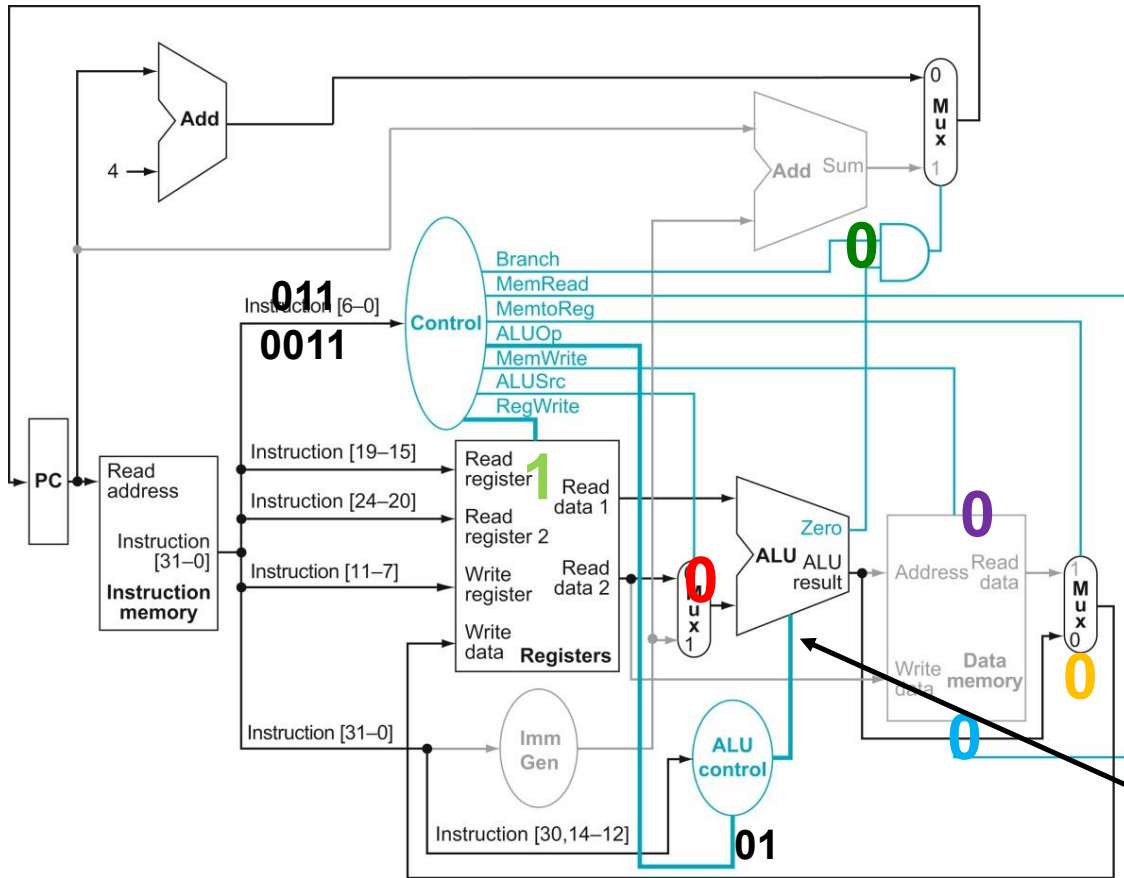 0
Mux
1
Add
4
Add Sum
0
Branch
MemRead
MemtoReg
ALUOp
MemWrite
ALUSrc
RegWrite
011
Instruction [6–0]
0011
Control
PC
Read
address
Instruction
[31–0]
Instruction
memory
Instruction [19–15]
Instruction [24–20]
Instruction [11–7]
Instruction [31–0]
Read
register 1
Read
register 2
Write
register
Write
data
Registers
Read
data 1
Read
data 2
0
Mux
1
Zero
ALU
ALU
result
0
Address
Read
data
Write
data
Data
memory
0
1
Mux
0
0
Imm
Gen
ALU
control
Instruction [30,14–12]
01